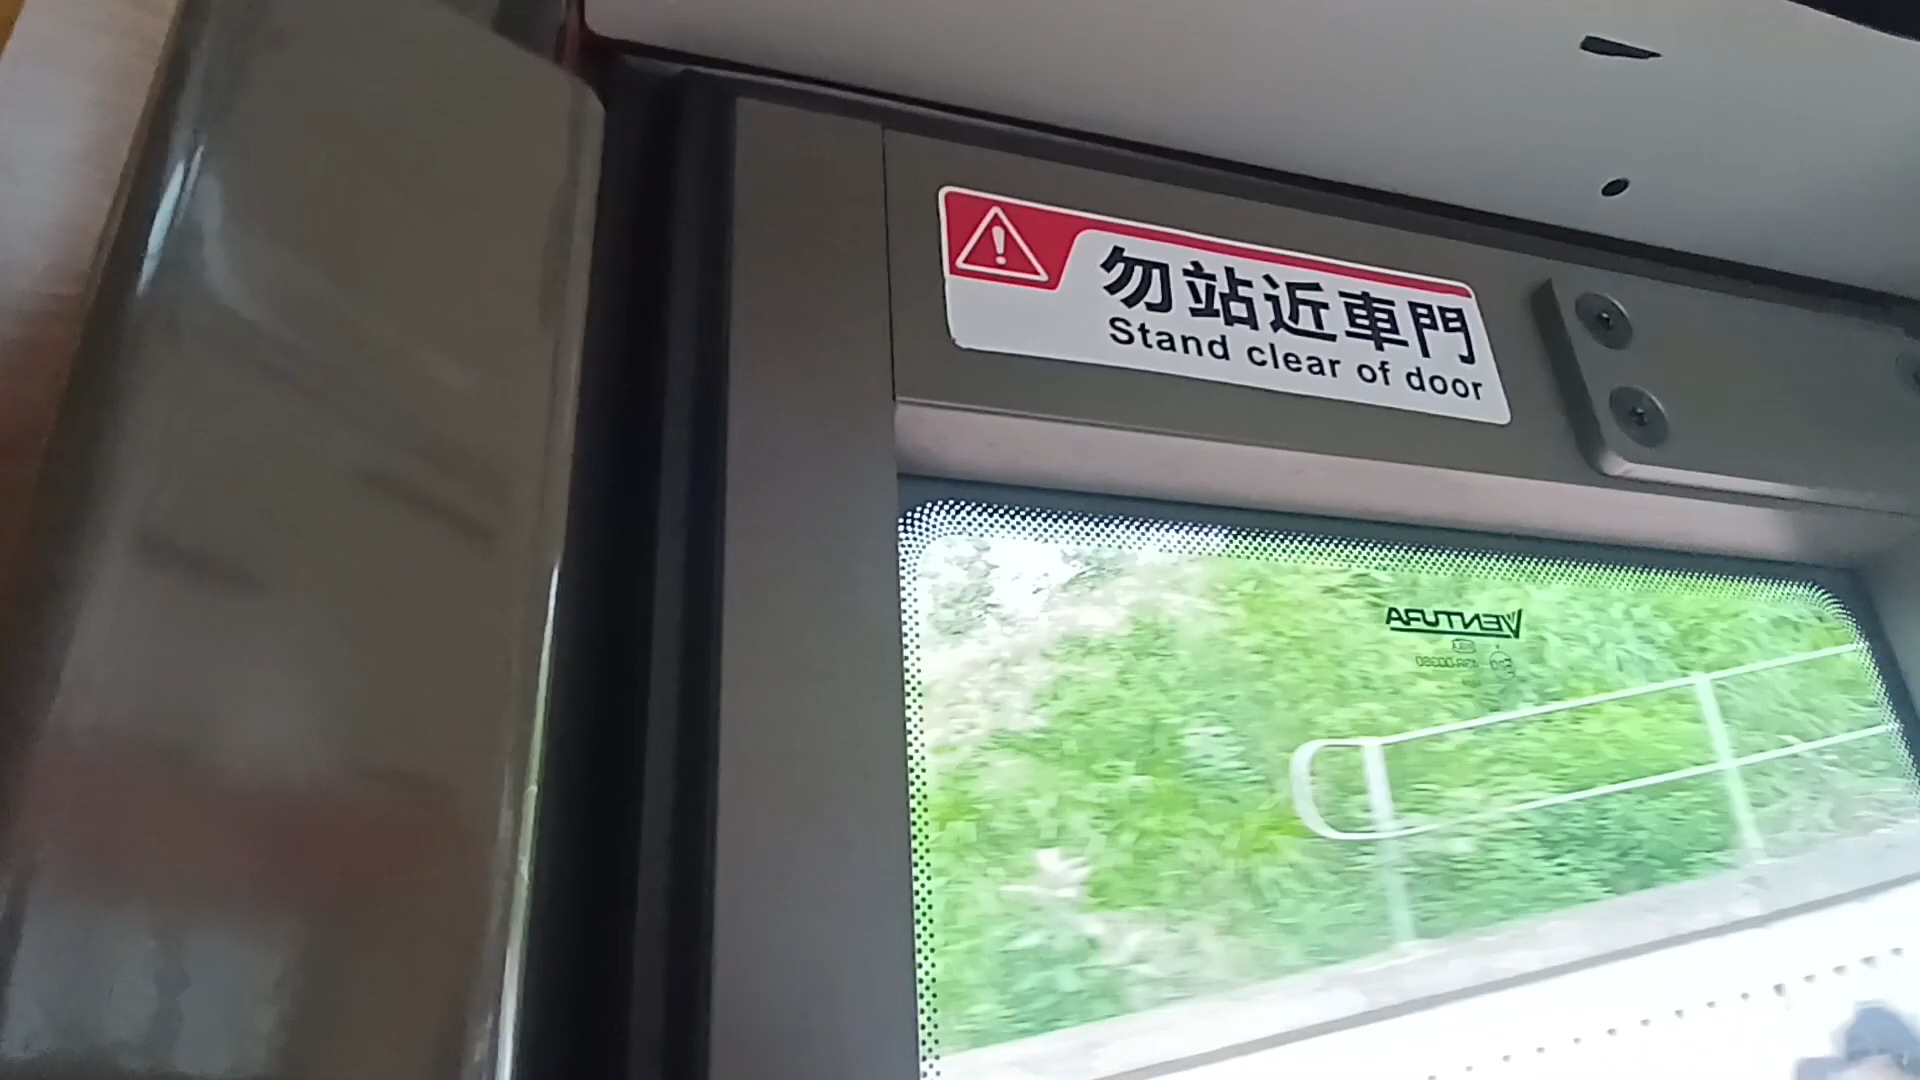 勿站近車門
Stand clear of door
VENTURA